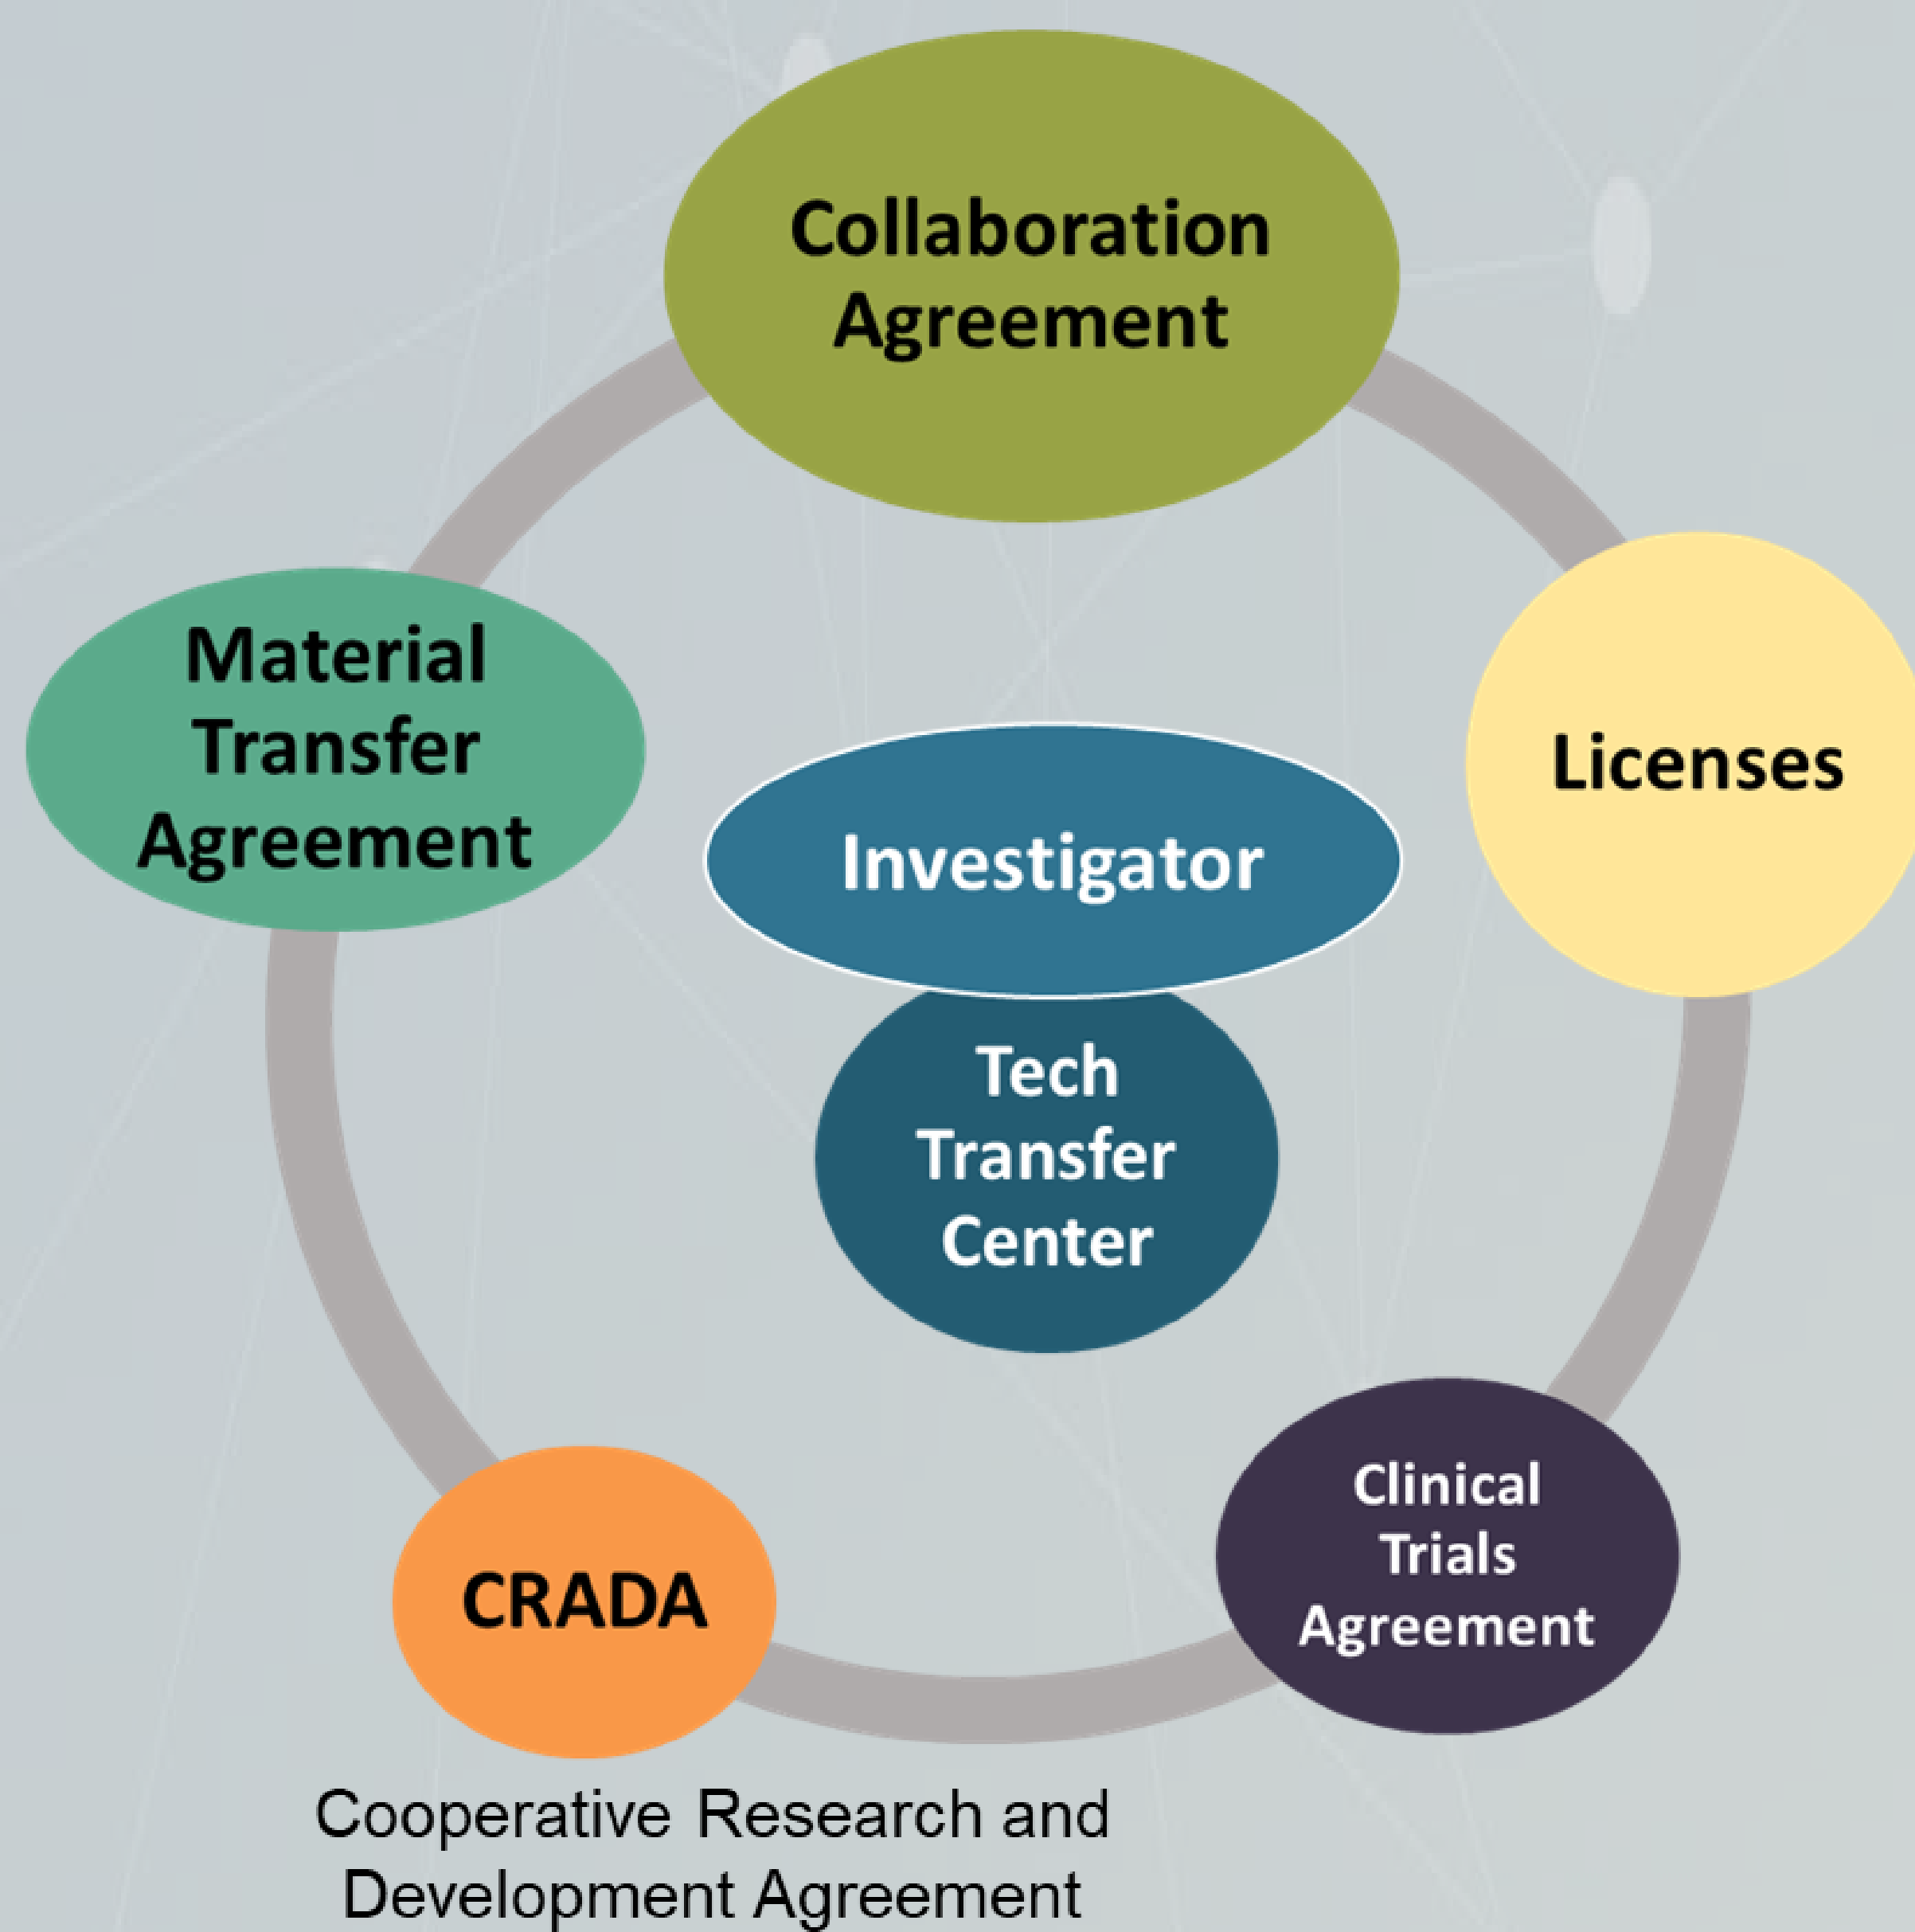 Collaboration
Agreement
Material
Transfer
Agreement
Licenses
Investigator
Tech
Transfer
Center
Clinical
Trials
Agreement
CRADA
Cooperative Research and
Development Agreement